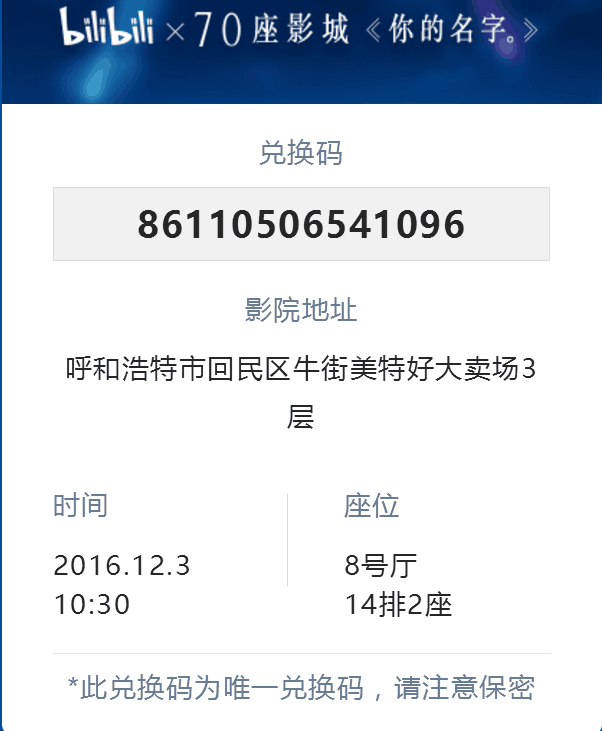 bilibili×70座影城《你的名字。》
兑换码
86110506541096
影院地址
呼和浩特市回民区牛街美特好大卖场3
层
时间
2016.12.3
10:30
座位
8号厅
14排2座
*此兑换码为唯一兑换码，请注意保密